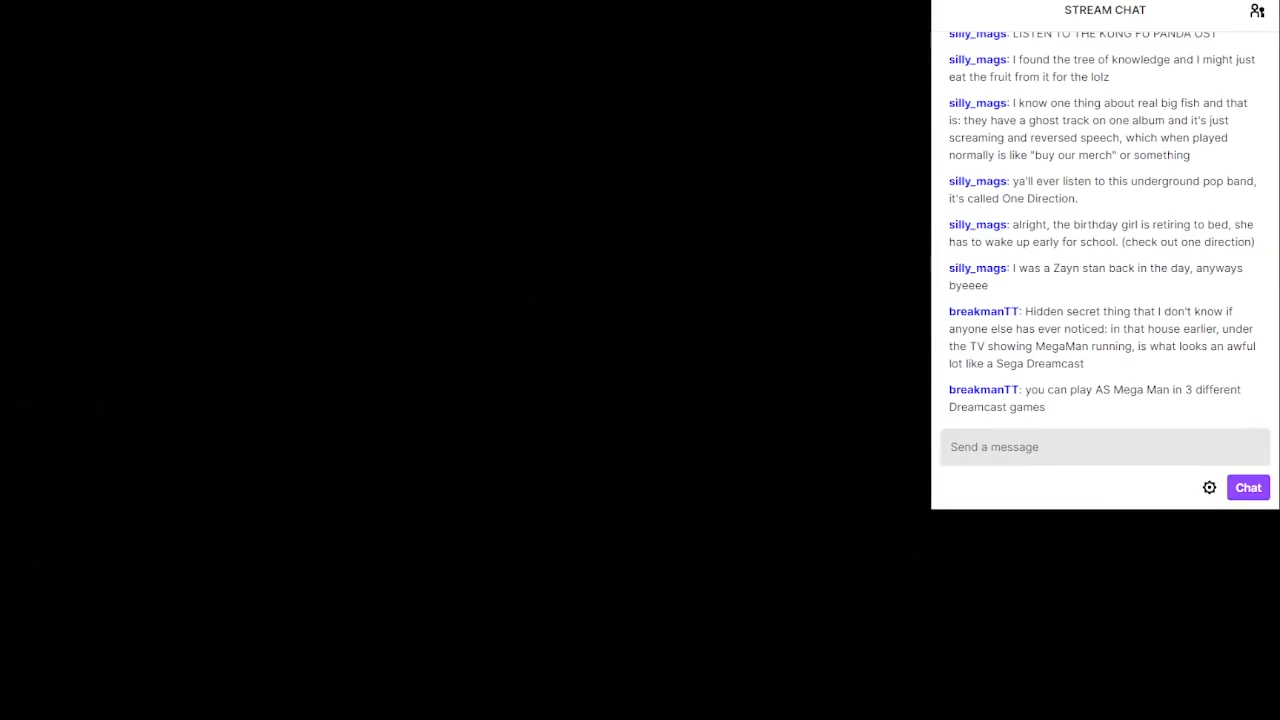 STREAM CHAT
silly_mags: LISTEN TO THE KUNG FU PANDA OST
silly_mags: I found the tree of knowledge and I might just
eat the fruit from it for the lolz
silly_mags: I know one thing about real big fish and that
is: they have a ghost track on one album and it's just
screaming and reversed speech, which when played
normally is like "buy our merch" or something
silly_mags: ya'll ever listen to this underground pop band,
it's called One Direction.
silly_mags: alright, the birthday girl is retiring to bed, she
has to wake up early for school. (check out one direction)
silly_mags: I was a Zayn stan back in the day, anyways
byeeee
breakmanTT: Hidden secret thing that I don't know if
anyone else has ever noticed: in that house earlier, under
the TV showing MegaMan running, is what looks an awful
lot like a Sega Dreamcast
breakmanTT: you can play AS Mega Man in 3 different
Dreamcast games
Send a message
Chat